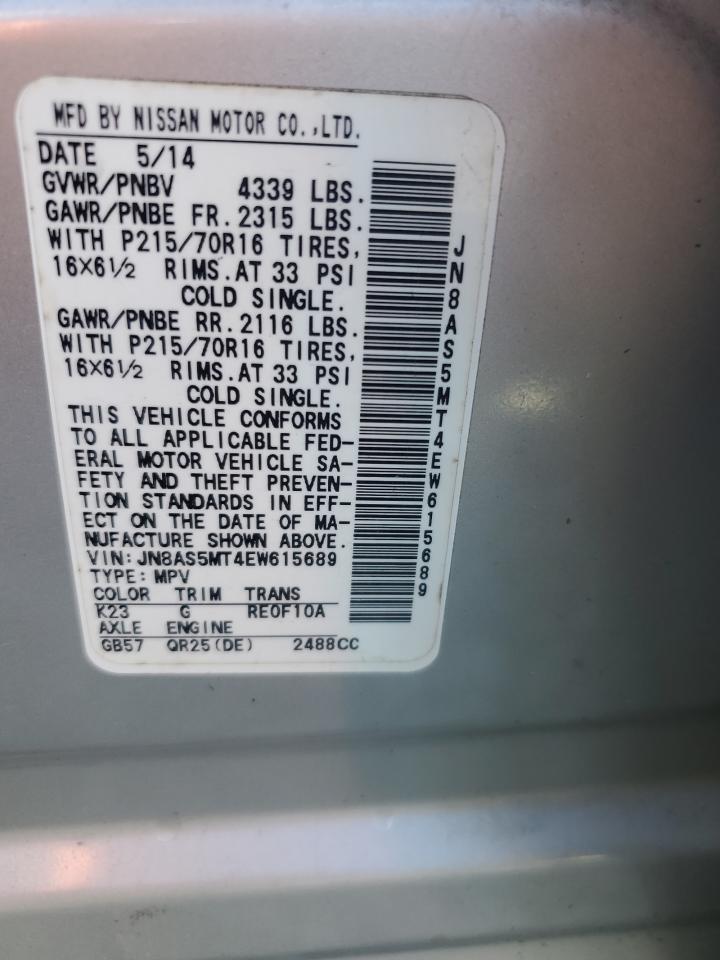 MFD BY NISSAN MOTOR CO.,LTD.
DATE 5/14
GVWR/PNBV 4339 LBS.
GAWR/PNBE FR. 2315 LBS.
WITH P215/70R16 TIRES,
16X6½ RIMS. AT 33 PSI
COLD SINGLE.
GAWR/PNBE RR. 2116 LBS.
WITH P215/70R16 TIRES,
16X6½ RIMS. AT 33 PSI
COLD SINGLE.
THIS VEHICLE CONFORMS
TO ALL APPLICABLE FED-
ERAL MOTOR VEHICLE SA-
FETY AND THEFT PREVEN-
TION STANDARDS IN EFF-
ECT ON THE DATE OF MA-
NUFACTURE SHOWN ABOVE.
VIN: JN8AS5MT4EW615689
TYPE: MPV
COLOR TRIM TRANS
K23 G RE0F10A
AXLE ENGINE
GB57 QR25(DE) 2488CC
JN8AS5MT4EW615689